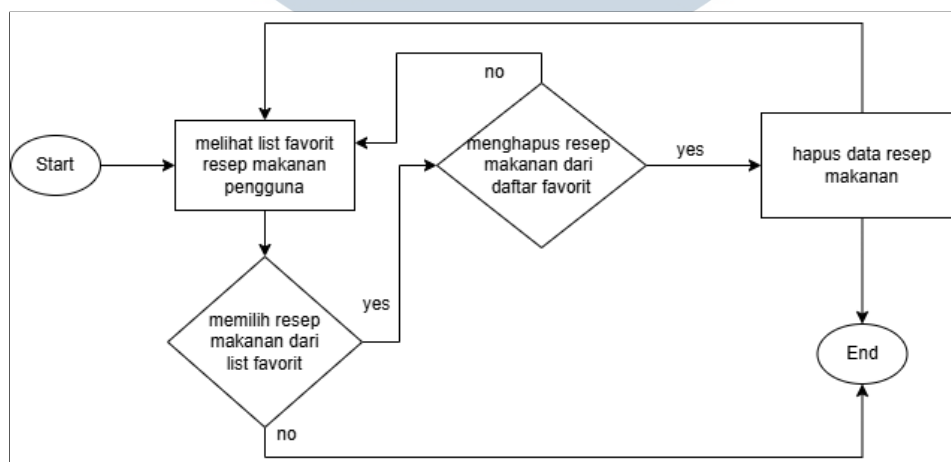 Start
melihat list favorit
resep makanan
pengguna
no
menghapus resep
makanan dari
daftar favorit
yes
hapus data resep
makanan
memilih resep
makanan dari
list favorit
yes
no
End